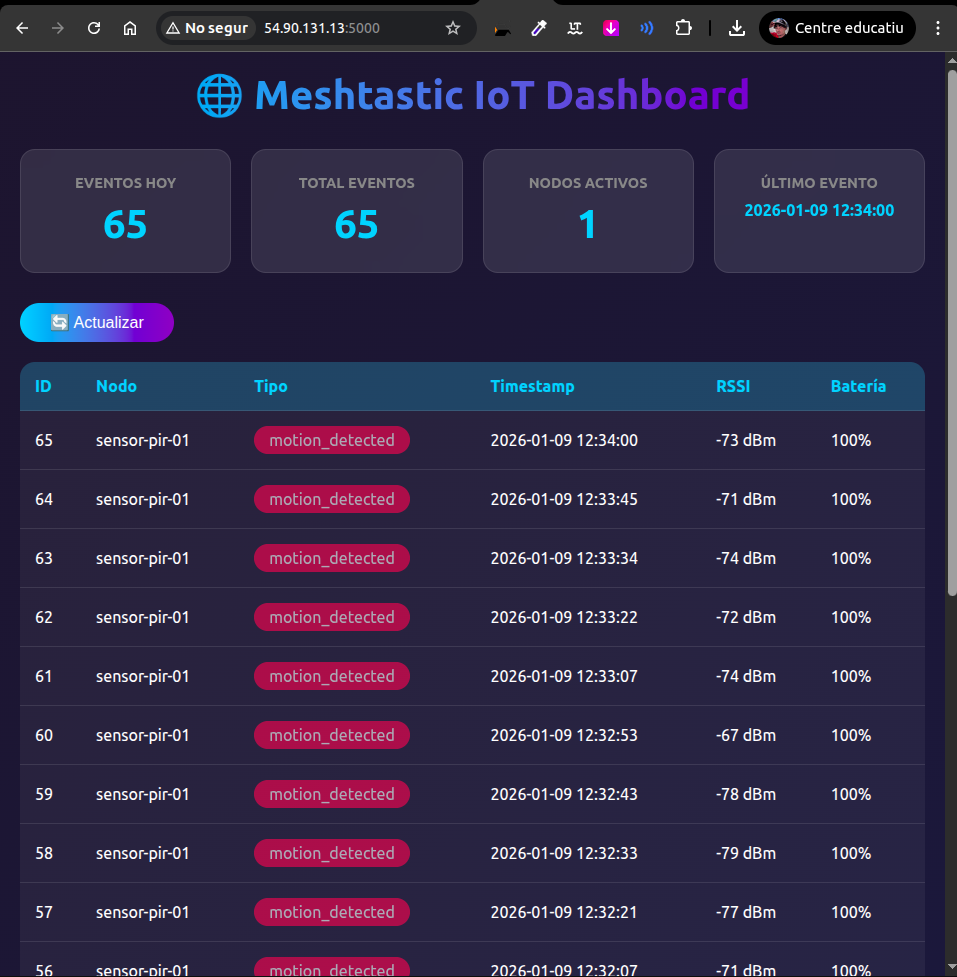 No segur 54.90.131.13:5000 Centre educatiu
Meshtastic IoT Dashboard
EVENTOS HOY TOTAL EVENTOS NODOS ACTIVOS ÚLTIMO EVENTO
65 65 1 2026-01-09 12:34:00
Actualizar
ID Nodo Tipo Timestamp RSSI Batería
65 sensor-pir-01 motion_detected 2026-01-09 12:34:00 -73 dBm 100%
64 sensor-pir-01 motion_detected 2026-01-09 12:33:45 -71 dBm 100%
63 sensor-pir-01 motion_detected 2026-01-09 12:33:34 -74 dBm 100%
62 sensor-pir-01 motion_detected 2026-01-09 12:33:22 -72 dBm 100%
61 sensor-pir-01 motion_detected 2026-01-09 12:33:07 -74 dBm 100%
60 sensor-pir-01 motion_detected 2026-01-09 12:32:53 -67 dBm 100%
59 sensor-pir-01 motion_detected 2026-01-09 12:32:43 -78 dBm 100%
58 sensor-pir-01 motion_detected 2026-01-09 12:32:33 -79 dBm 100%
57 sensor-pir-01 motion_detected 2026-01-09 12:32:21 -77 dBm 100%
56 sensor-pir-01 motion_detected 2026-01-09 12:32:07 -71 dBm 100%